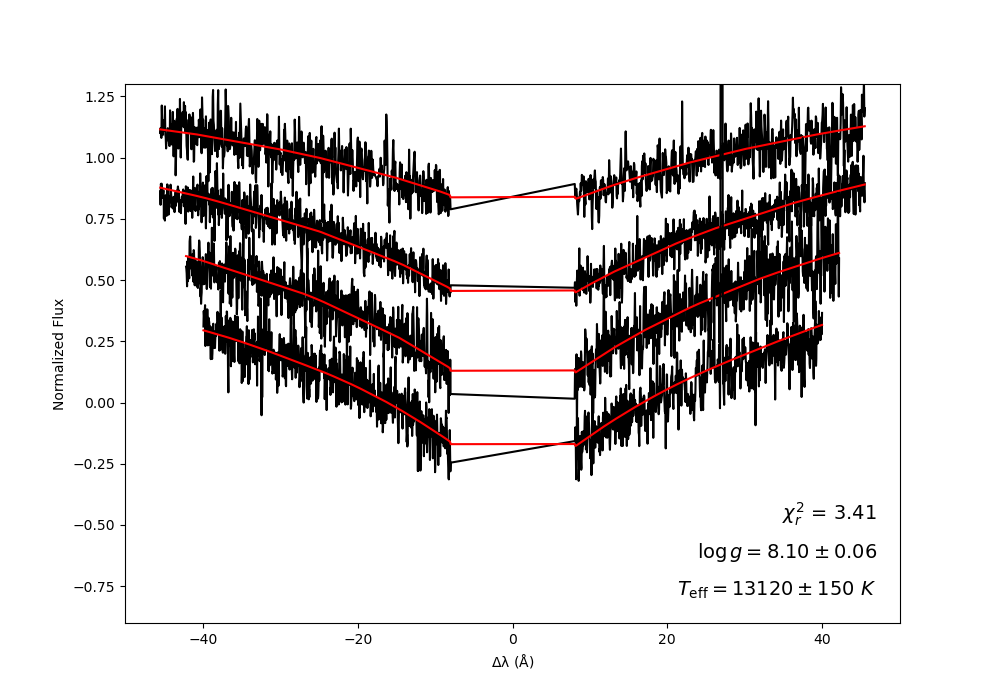 1.25
1.00
0.75
0.50
0.25
0.00
−0.25
−0.50
−0.75
Normalized Flux
χ²ᵣ = 3.41
log g = 8.10 ± 0.06
T_eff = 13120 ± 150 K
−40 −20 0 20 40
Δλ (Å)